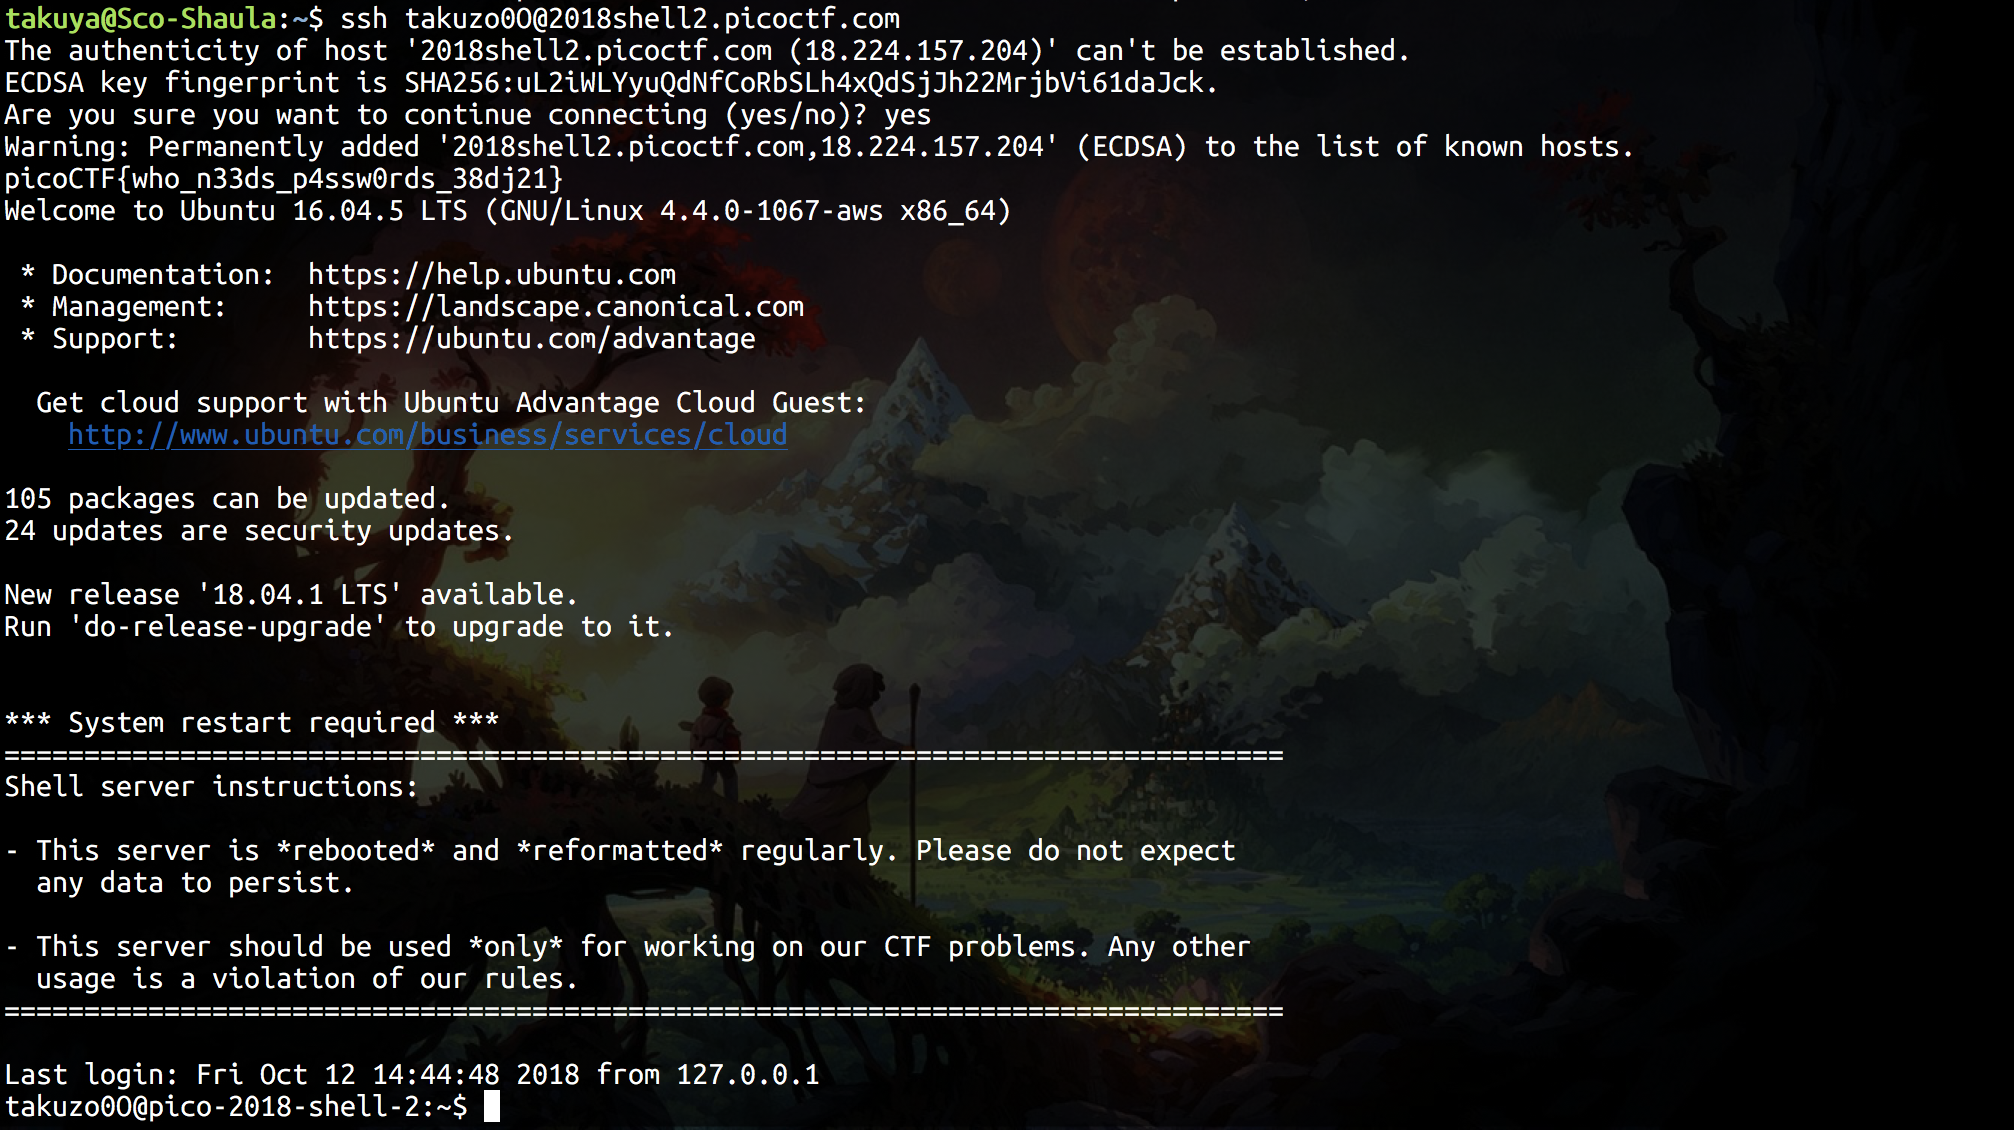 takuya@Sco-Shaula:~$ ssh takuzo0O@2018shell2.picoctf.com
The authenticity of host '2018shell2.picoctf.com (18.224.157.204)' can't be established.
ECDSA key fingerprint is SHA256:uL2iWLYyuQdNfCoRbSLh4xQdSjJh22MrjbVi61daJck.
Are you sure you want to continue connecting (yes/no)? yes
Warning: Permanently added '2018shell2.picoctf.com,18.224.157.204' (ECDSA) to the list of known hosts.
picoCTF{who_n33ds_p4ssw0rds_38dj21}
Welcome to Ubuntu 16.04.5 LTS (GNU/Linux 4.4.0-1067-aws x86_64)

 * Documentation:  https://help.ubuntu.com
 * Management:     https://landscape.canonical.com
 * Support:        https://ubuntu.com/advantage

  Get cloud support with Ubuntu Advantage Cloud Guest:
    http://www.ubuntu.com/business/services/cloud

105 packages can be updated.
24 updates are security updates.

New release '18.04.1 LTS' available.
Run 'do-release-upgrade' to upgrade to it.

*** System restart required ***
================================================================================
Shell server instructions:

- This server is *rebooted* and *reformatted* regularly. Please do not expect
  any data to persist.

- This server should be used *only* for working on our CTF problems. Any other
  usage is a violation of our rules.
================================================================================

Last login: Fri Oct 12 14:44:48 2018 from 127.0.0.1
takuzo0O@pico-2018-shell-2:~$